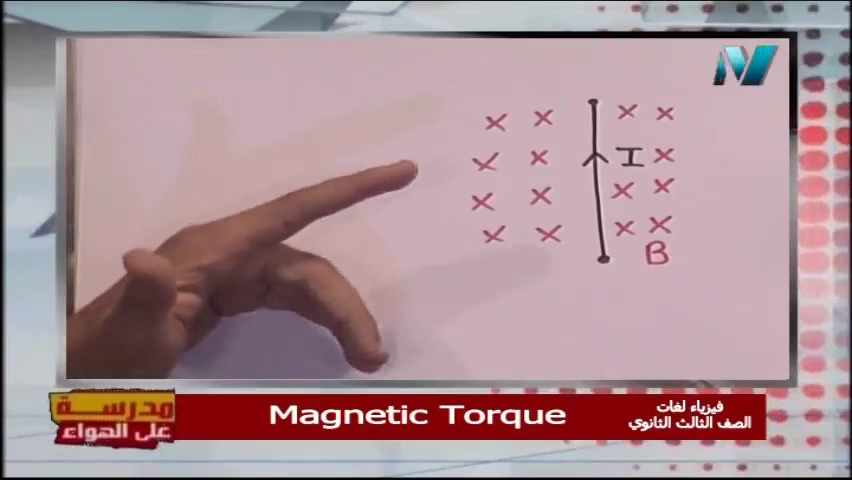 × × × ×
× × I ×
× × × ×
× × × ×
B
مدرسة
على الهواء
Magnetic Torque
فيزياء لغات
الصف الثالث الثانوي